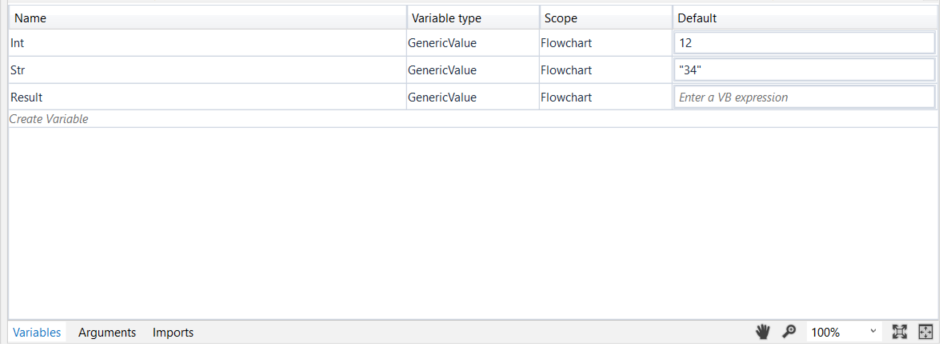 Name Variable type Scope Default
Int GenericValue Flowchart 12
Str GenericValue Flowchart "34"
Result GenericValue Flowchart Enter a VB expression
Create Variable
Variables Arguments Imports 100%